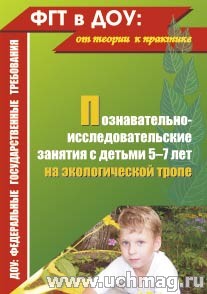 ФГТ в ДОУ:
от теории к практике
ДОУ: ФЕДЕРАЛЬНЫЕ ГОСУДАРСТВЕННЫЕ ТРЕБОВАНИЯ
Познавательно-
исследовательские
занятия с детьми 5–7 лет
на экологической тропе
www.uchmag.ru